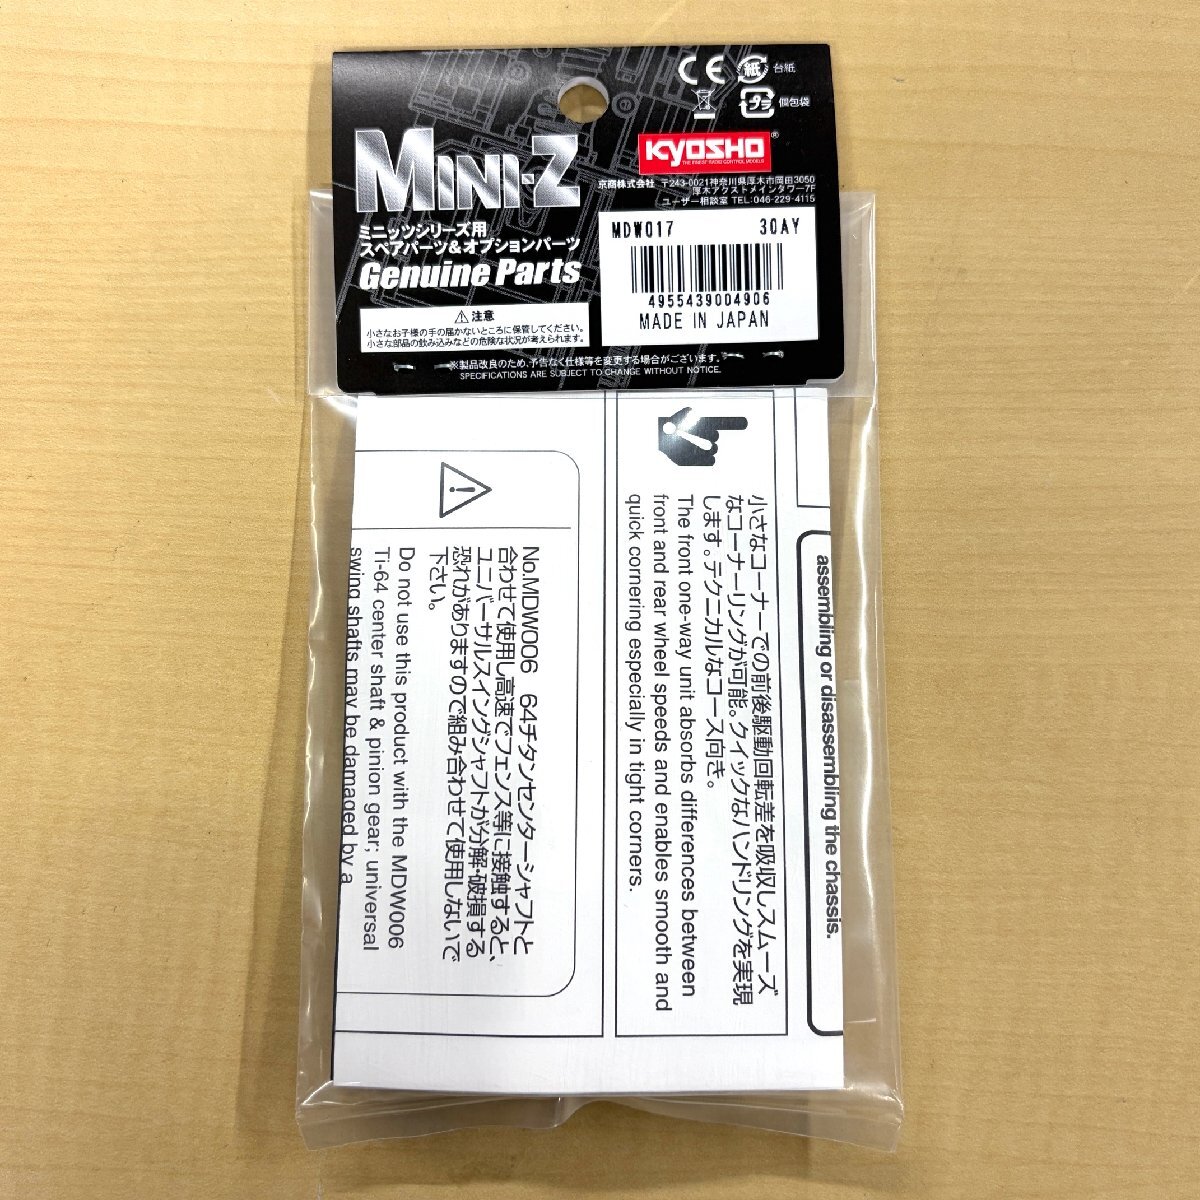 紙 台紙
プラ 個包袋
MINI-Z
KYOSHO®
THE FINEST RADIO CONTROL MODELS
京商株式会社 〒243-0021神奈川県厚木市岡田3050
厚木アクストメインタワー7F
ユーザー相談室 TEL:046-229-4115
ミニッツシリーズ用
スペアパーツ&オプションパーツ
Genuine Parts
MDW017 30AY
4955439004906
MADE IN JAPAN
⚠注意
小さなお子様の手の届かないところに保管してください。
小さな部品の飲み込みなどの危険な状況が考えられます。
※製品改良のため、予告なく仕様等を変更する場合がございます。
SPECIFICATIONS ARE SUBJECT TO CHANGE WITHOUT NOTICE.
assembling or disassembling the chassis.
小さなコーナーでの前後駆動回転差を吸収しスムーズ
なコーナーリングが可能。クイックなハンドリングを実現
します。テクニカルなコース向き。
The front one-way unit absorbs differences between
front and rear wheel speeds and enables smooth and
quick cornering especially in tight corners.
No.MDW006 64チタンセンターシャフトと
合わせて使用し高速でフェンス等に接触すると、
ユニバーサルスイングシャフトが分解・破損する
恐れがありますので組み合わせて使用しないで
下さい。
Do not use this product with the MDW006
Ti-64 center shaft & pinion gear; universal
swing shafts may be damaged by a